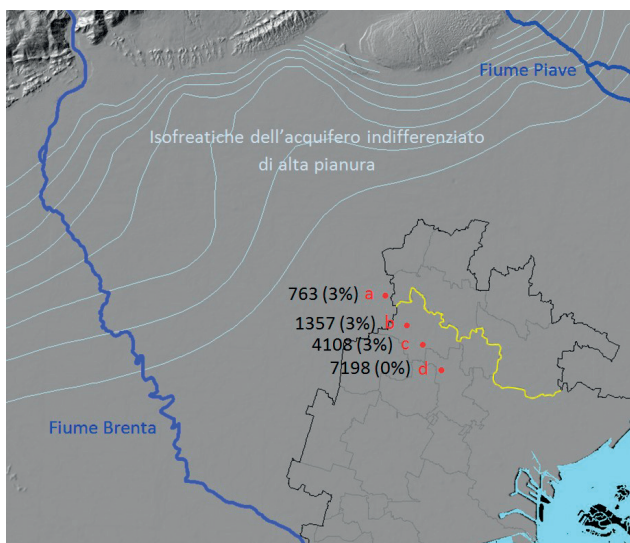 Fiume Piave
Isofreatiche dell'acquifero indifferenziato
di alta pianura
763 (3%) a
1357 (3%) b
4108 (3%) c
7198 (0%) d
Fiume Brenta